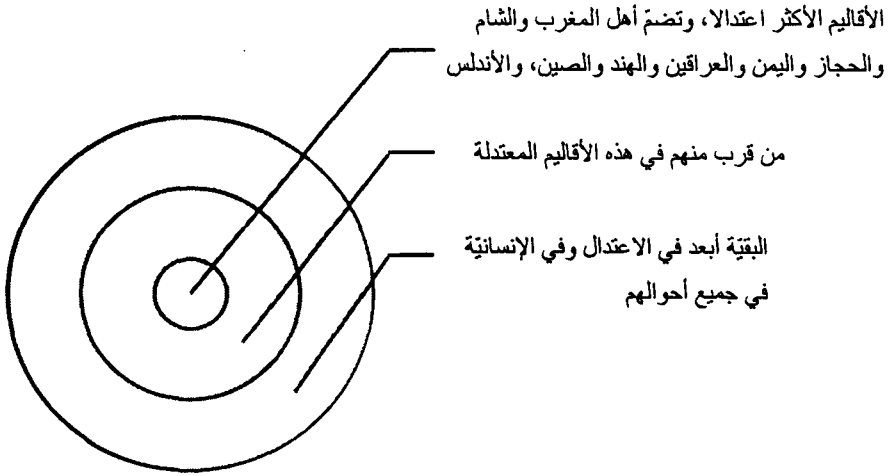 الأقاليم الأكثر اعتدالا، وتضمّ أهل المغرب والشام
والحجاز واليمن والعراقين والهند والصين، والأندلس
من قرب منهم في هذه الأقاليم المعتدلة
البقيّة أبعد في الاعتدال وفي الإنسانيّة
في جميع أحوالهم